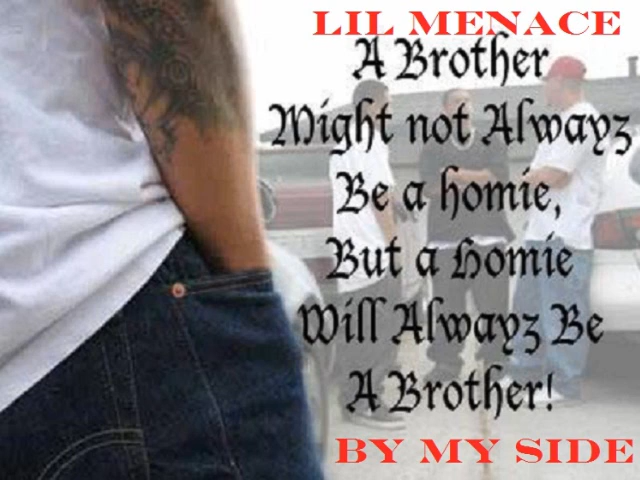 LIL MENACE
A Brother
Might not Alwayz
Be a homie,
But a Homie
Will Alwayz Be
A Brother!
BY MY SIDE